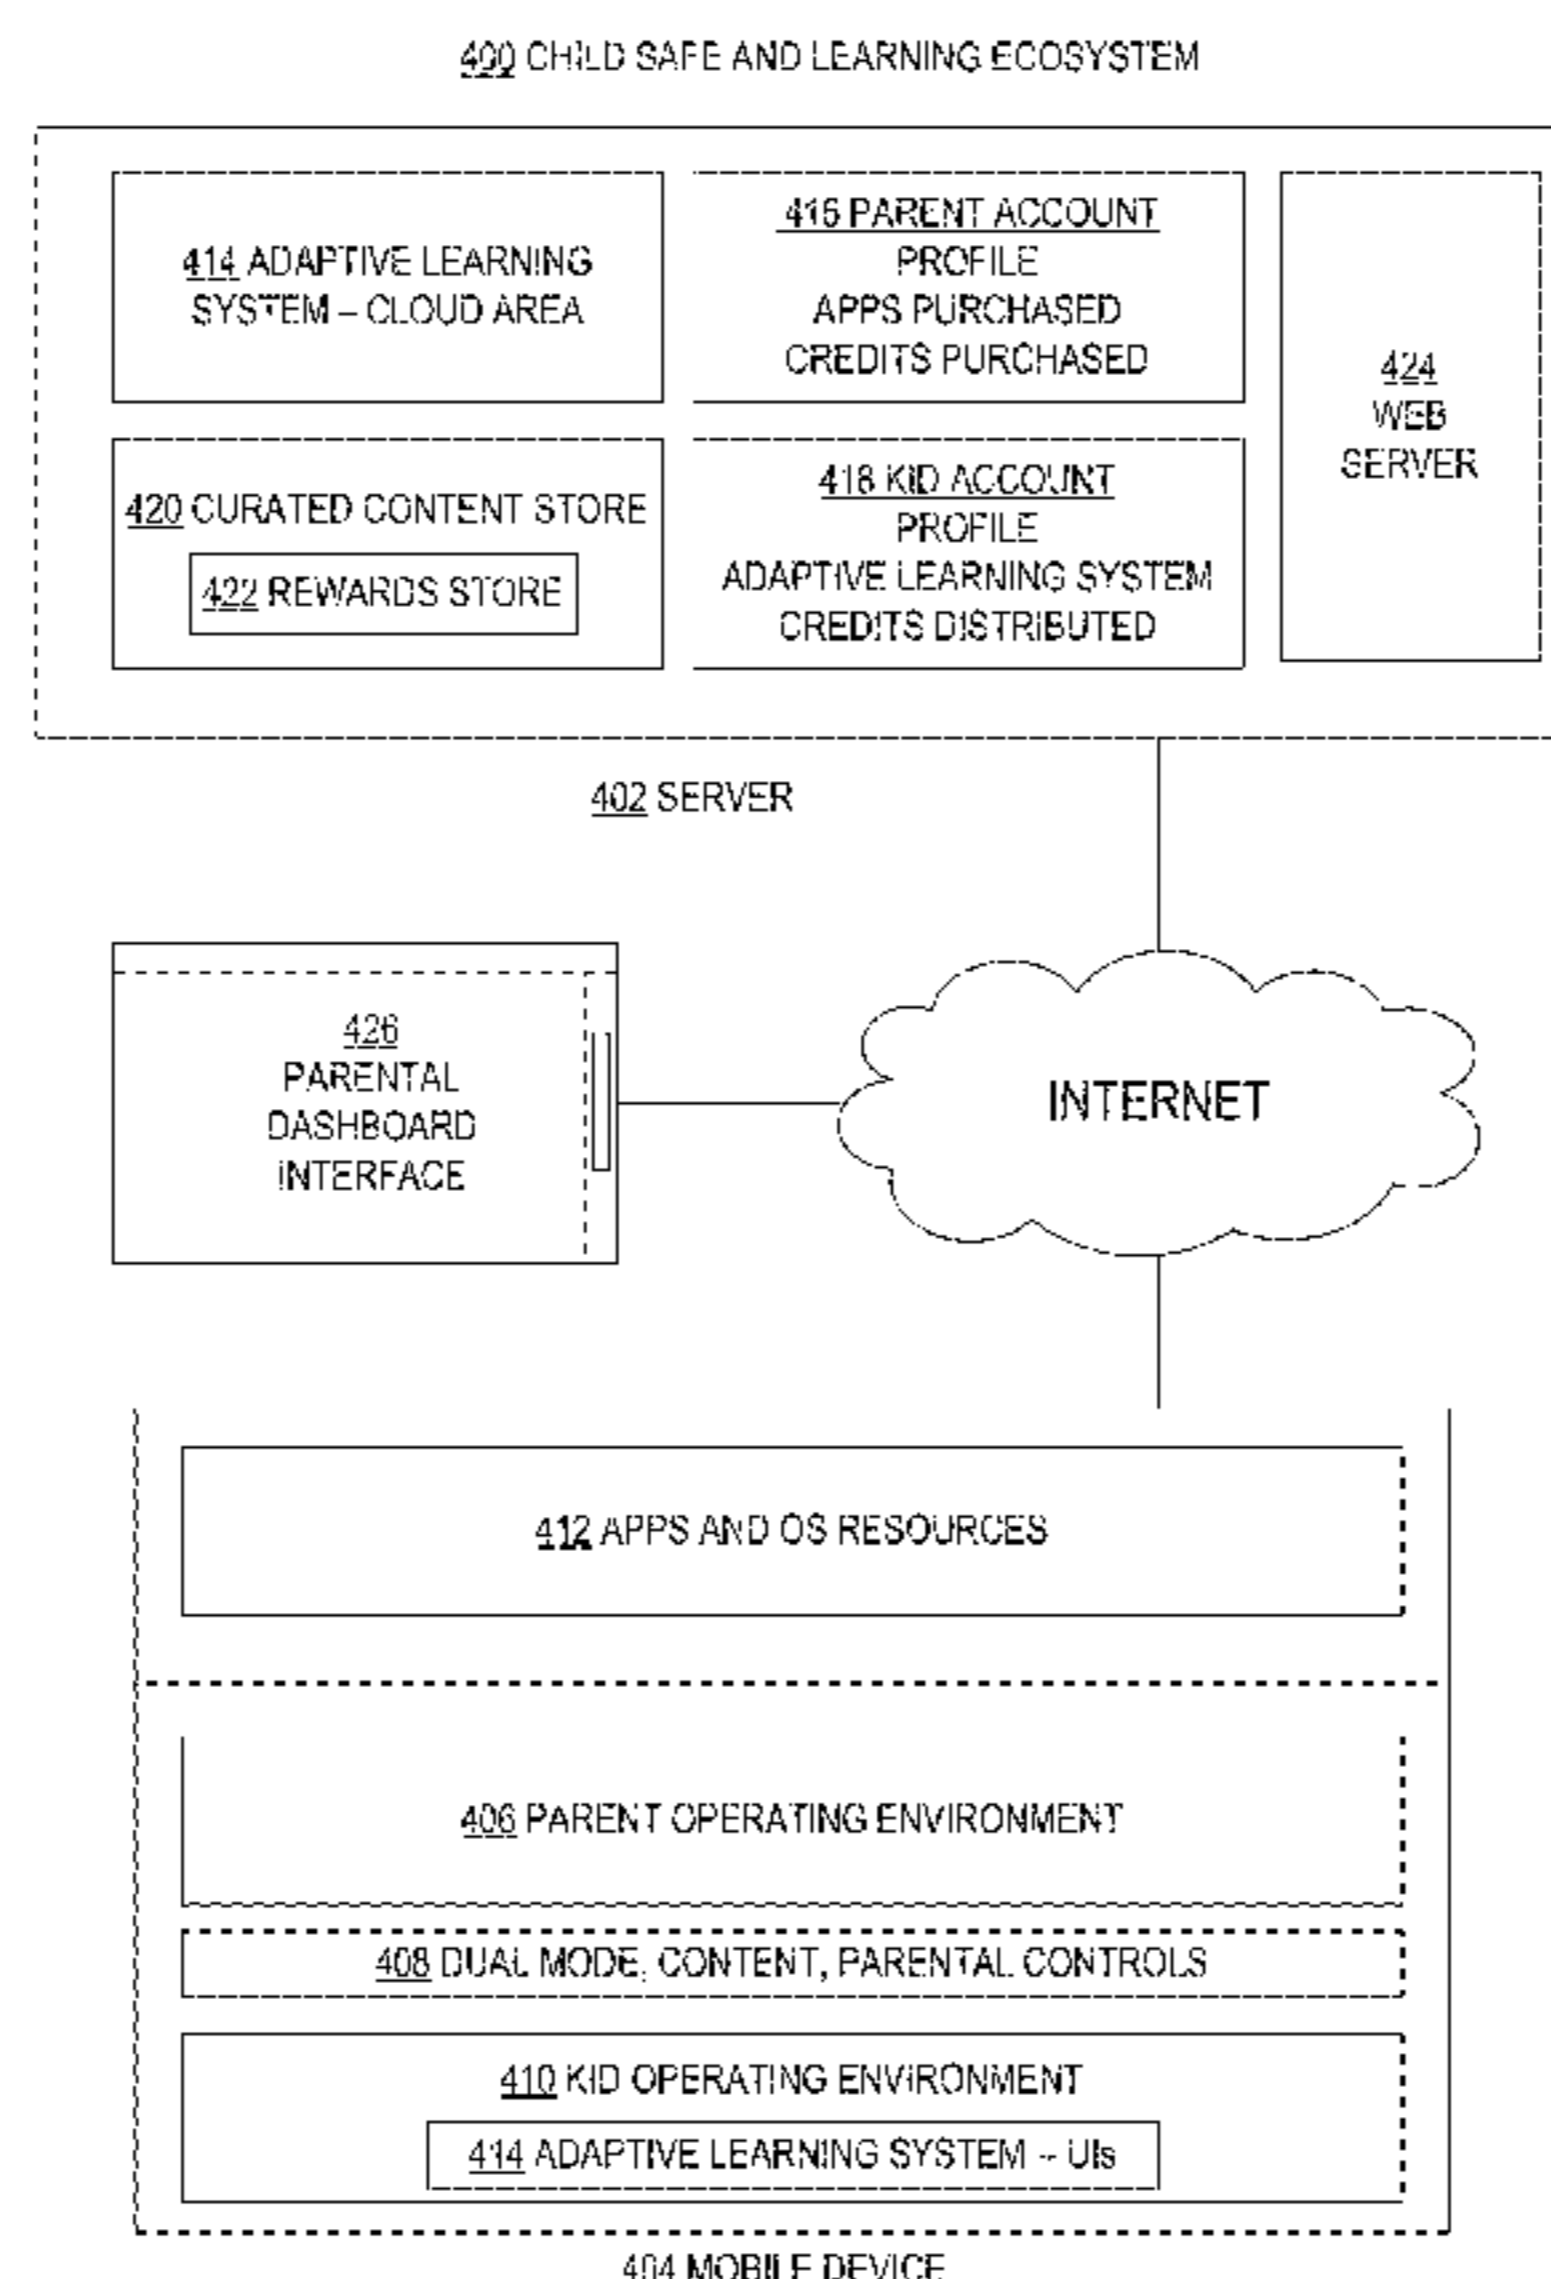 400 CHILD SAFE AND LEARNING ECOSYSTEM
414 ADAPTIVE LEARNING
SYSTEM – CLOUD AREA
416 PARENT ACCOUNT
PROFILE
APPS PURCHASED
CREDITS PURCHASED
420 CURATED CONTENT STORE
422 REWARDS STORE
418 KID ACCOUNT
PROFILE
ADAPTIVE LEARNING SYSTEM
CREDITS DISTRIBUTED
424
WEB
SERVER
402 SERVER
426
PARENTAL
DASHBOARD
INTERFACE
INTERNET
412 APPS AND OS RESOURCES
406 PARENT OPERATING ENVIRONMENT
408 DUAL MODE, CONTENT, PARENTAL CONTROLS
410 KID OPERATING ENVIRONMENT
414 ADAPTIVE LEARNING SYSTEM – UIs
404 MOBILE DEVICE